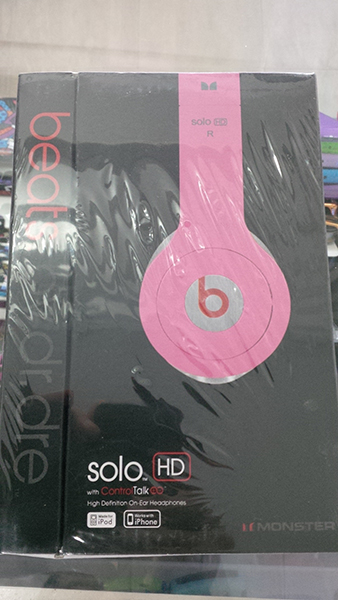 beats by dr. dre
solo HD
R
b
solo™ HD
with ControlTalk
High Definition On-Ear Headphones
Made for
iPod
Works with
iPhone
MONSTER